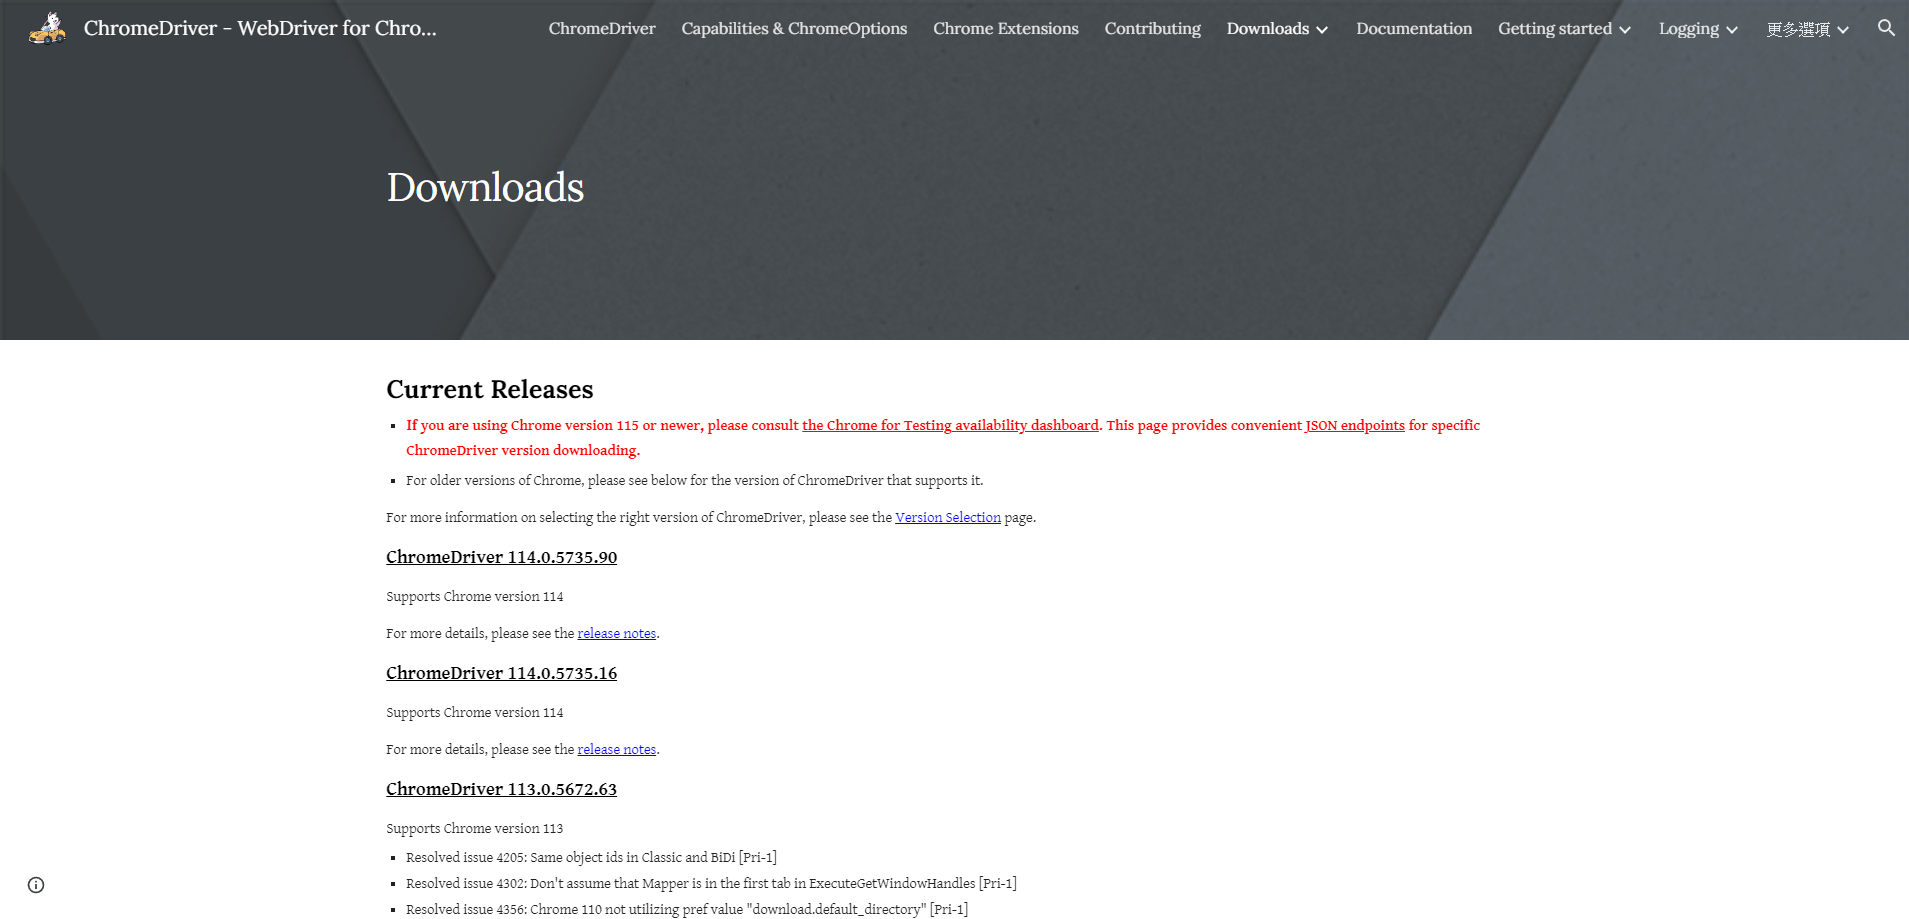 ChromeDriver - WebDriver for Chro...
ChromeDriver
Capabilities & ChromeOptions
Chrome Extensions
Contributing
Downloads
Documentation
Getting started
Logging
更多選項
Downloads
Current Releases
If you are using Chrome version 115 or newer, please consult the Chrome for Testing availability dashboard. This page provides convenient JSON endpoints for specific
ChromeDriver version downloading.
For older versions of Chrome, please see below for the version of ChromeDriver that supports it.
For more information on selecting the right version of ChromeDriver, please see the Version Selection page.
ChromeDriver 114.0.5735.90
Supports Chrome version 114
For more details, please see the release notes.
ChromeDriver 114.0.5735.16
Supports Chrome version 114
For more details, please see the release notes.
ChromeDriver 113.0.5672.63
Supports Chrome version 113
Resolved issue 4205: Same object ids in Classic and BiDi [Pri-1]
Resolved issue 4302: Don't assume that Mapper is in the first tab in ExecuteGetWindowHandles [Pri-1]
Resolved issue 4356: Chrome 110 not utilizing pref value "download.default_directory" [Pri-1]